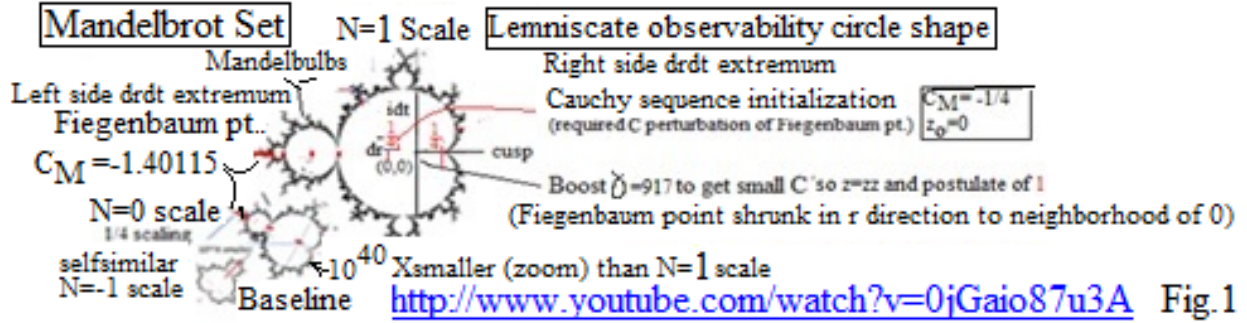 Mandelbrot Set N=1 Scale Lemniscate observability circle shape
Mandelbulbs
Right side drdt extremum
Left side drdt extremum
Cauchy sequence initialization
(required C perturbation of Fiegenbaum pt.)
CM= -1/4
zo=0
Fiegenbaum pt..
idt
dr
(0,0)
cusp
CM =-1.40115
Boost =917 to get small C so z=zz and postulate of 1
(Fiegenbaum point shrunk in r direction to neighborhood of 0)
N=0 scale
1/4 scaling
selfsimilar
N=-1 scale
10^40 Xsmaller (zoom) than N=1 scale
Baseline
http://www.youtube.com/watch?v=0jGaio87u3A Fig.1